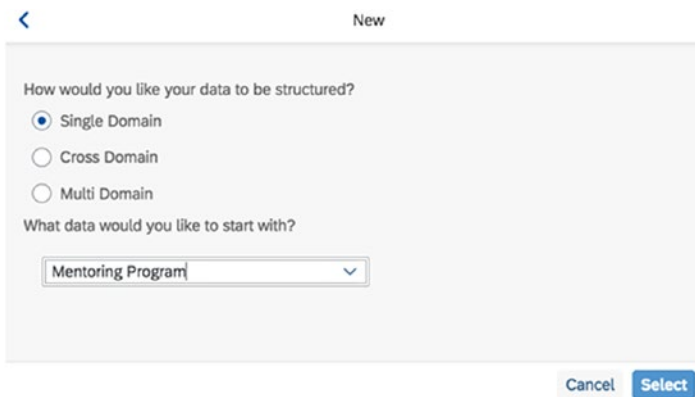 New
How would you like your data to be structured?
Single Domain
Cross Domain
Multi Domain
What data would you like to start with?
Mentoring Program
Cancel Select